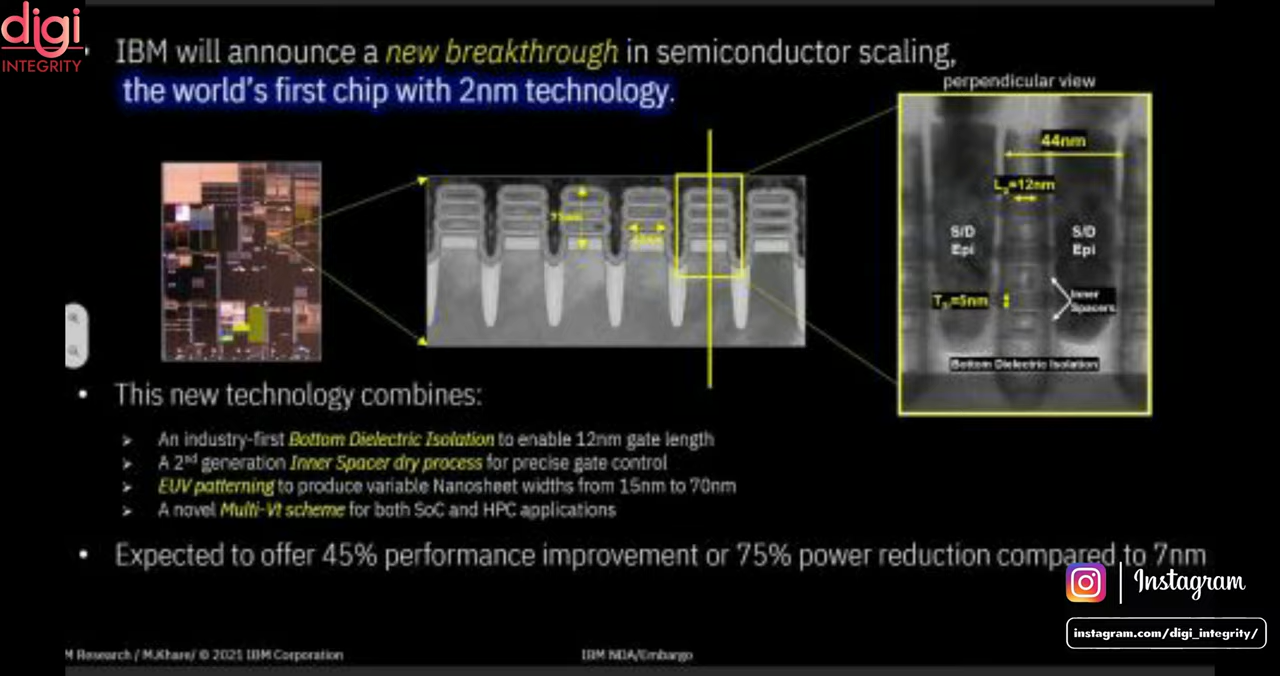 digi
INTEGRITY
• IBM will announce a new breakthrough in semiconductor scaling,
the world's first chip with 2nm technology.
perpendicular view
44nm
=12nm
S/D
Epi
S/D
Epi
=5nm
Inner
Spacers
Bottom Dielectric Isolation
• This new technology combines:
➢ An industry-first Bottom Dielectric Isolation to enable 12nm gate length
➢ A 2nd generation Inner Spacer dry process for precise gate control
➢ EUV patterning to produce variable Nanosheet widths from 15nm to 70nm
➢ A novel Multi-Vt scheme for both SoC and HPC applications
• Expected to offer 45% performance improvement or 75% power reduction compared to 7nm
Instagram
instagram.com/digi_integrity/
M Research / M.Khare/ © 2021 IBM Corporation
IBM NDA/Embargo